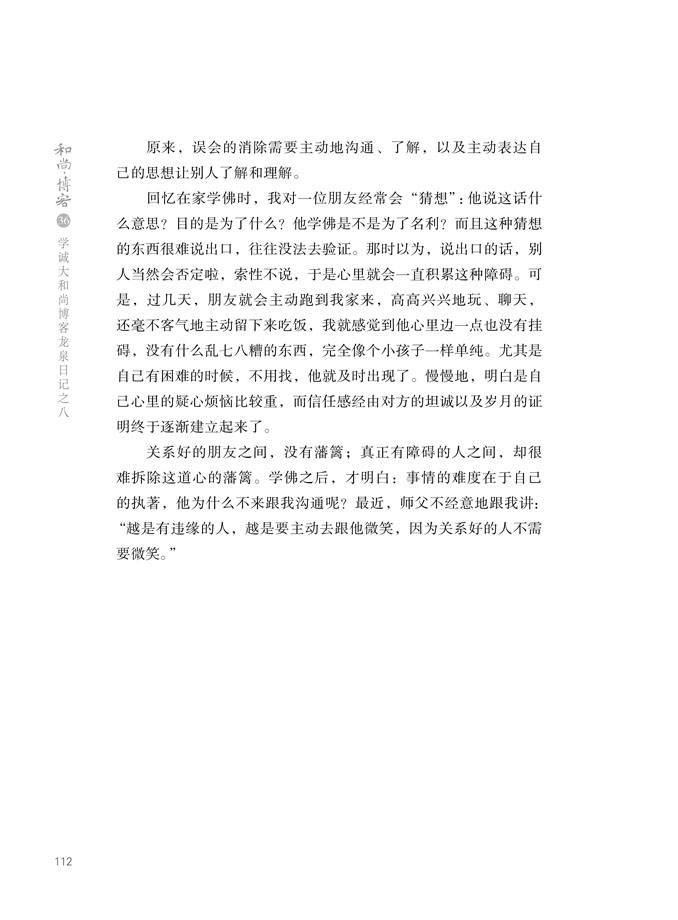 和尚·博客
36
学诚大和尚博客龙泉日记之八
原来，误会的消除需要主动地沟通、了解，以及主动表达自
己的思想让别人了解和理解。
回忆在家学佛时，我对一位朋友经常会“猜想”：他说这话什
么意思？目的是为了什么？他学佛是不是为了名利？而且这种猜想
的东西很难说出口，往往没法去验证。那时以为，说出口的话，别
人当然会否定啦，索性不说，于是心里就会一直积累这种障碍。可
是，过几天，朋友就会主动跑到我家来，高高兴兴地玩、聊天，
还毫不客气地主动留下来吃饭，我就感觉到他心里边一点也没有挂
碍，没有什么乱七八糟的东西，完全像个小孩子一样单纯。尤其是
自己有困难的时候，不用找，他就及时出现了。慢慢地，明白是自
己心里的疑心烦恼比较重，而信任感经由对方的坦诚以及岁月的证
明终于逐渐建立起来了。
关系好的朋友之间，没有藩篱；真正有障碍的人之间，却很
难拆除这道心的藩篱。学佛之后，才明白：事情的难度在于自己
的执著，他为什么不来跟我沟通呢？最近，师父不经意地跟我讲：
“越是有违缘的人，越是要主动去跟他微笑，因为关系好的人不需
要微笑。”
112